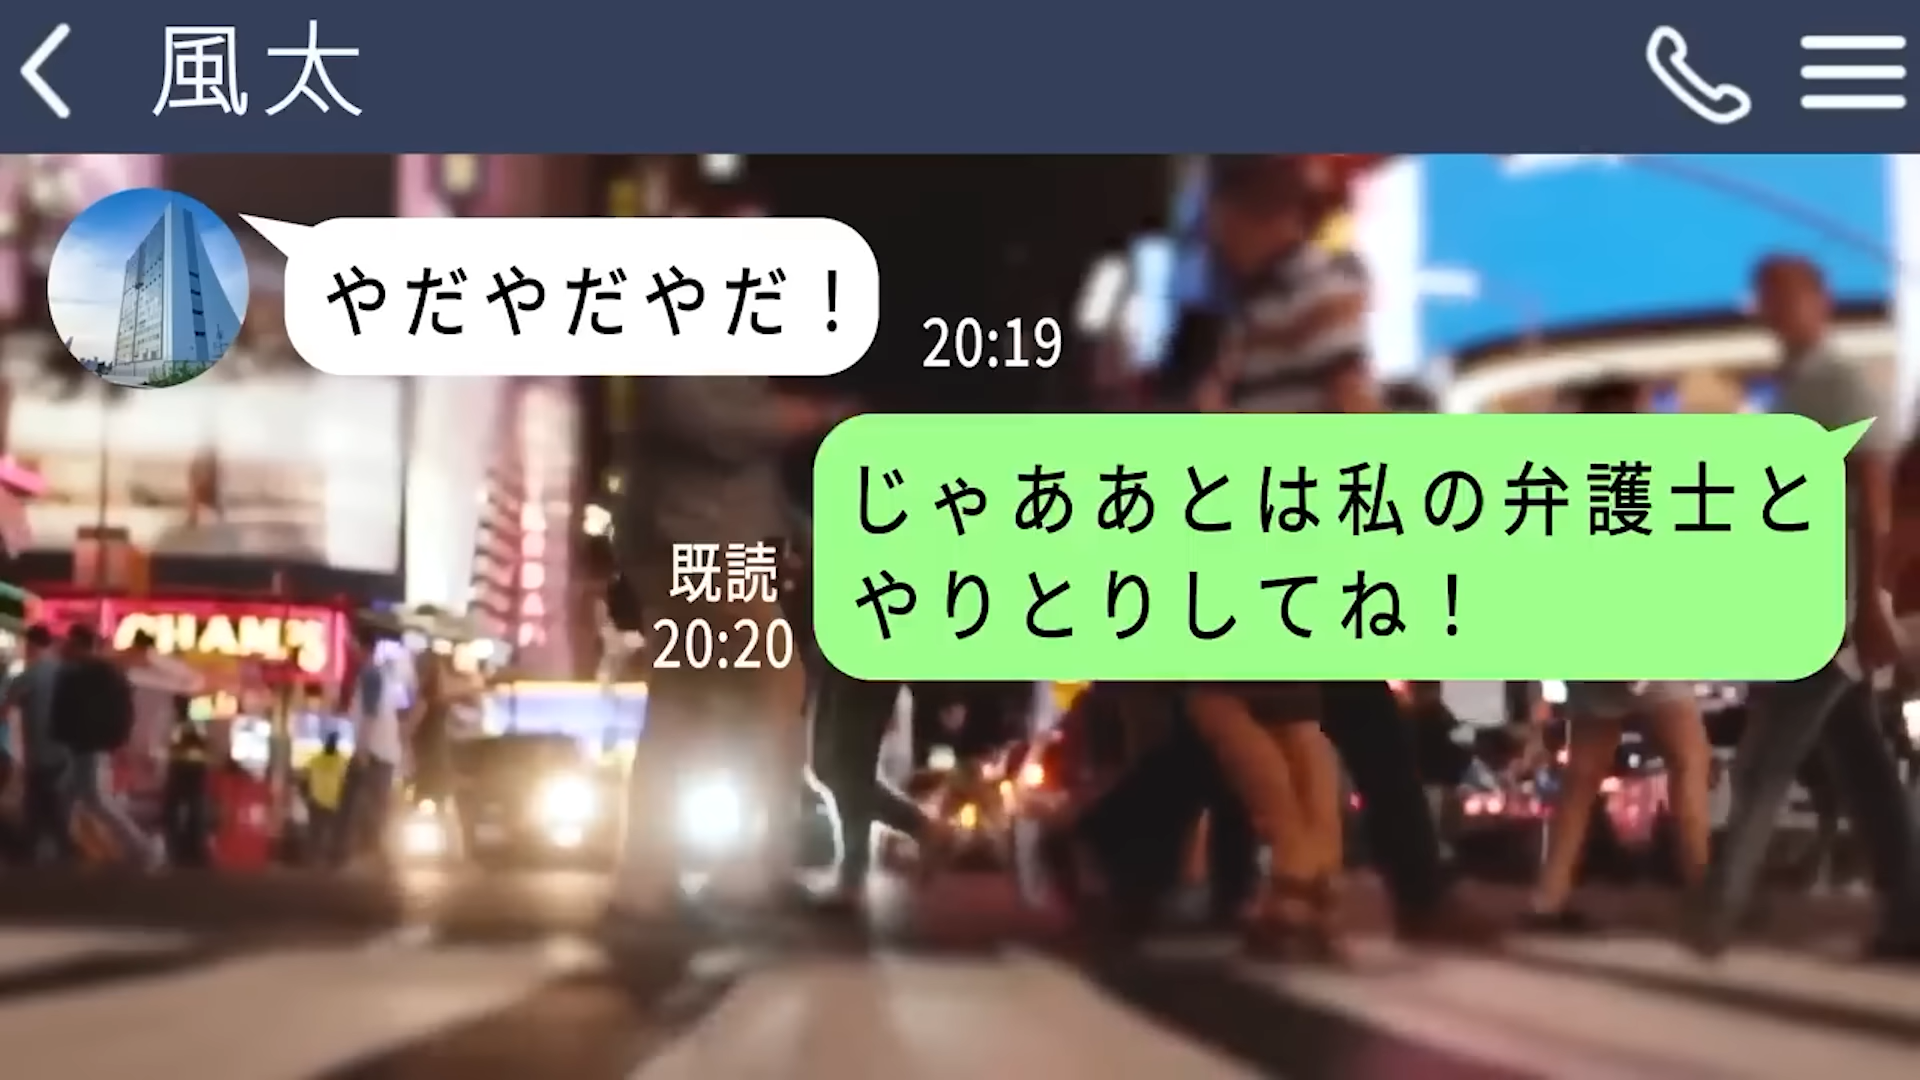 風太
やだやだやだ！
20:19
じゃああとは私の弁護士と
やりとりしてね！
既読
20:20
CHAM'S